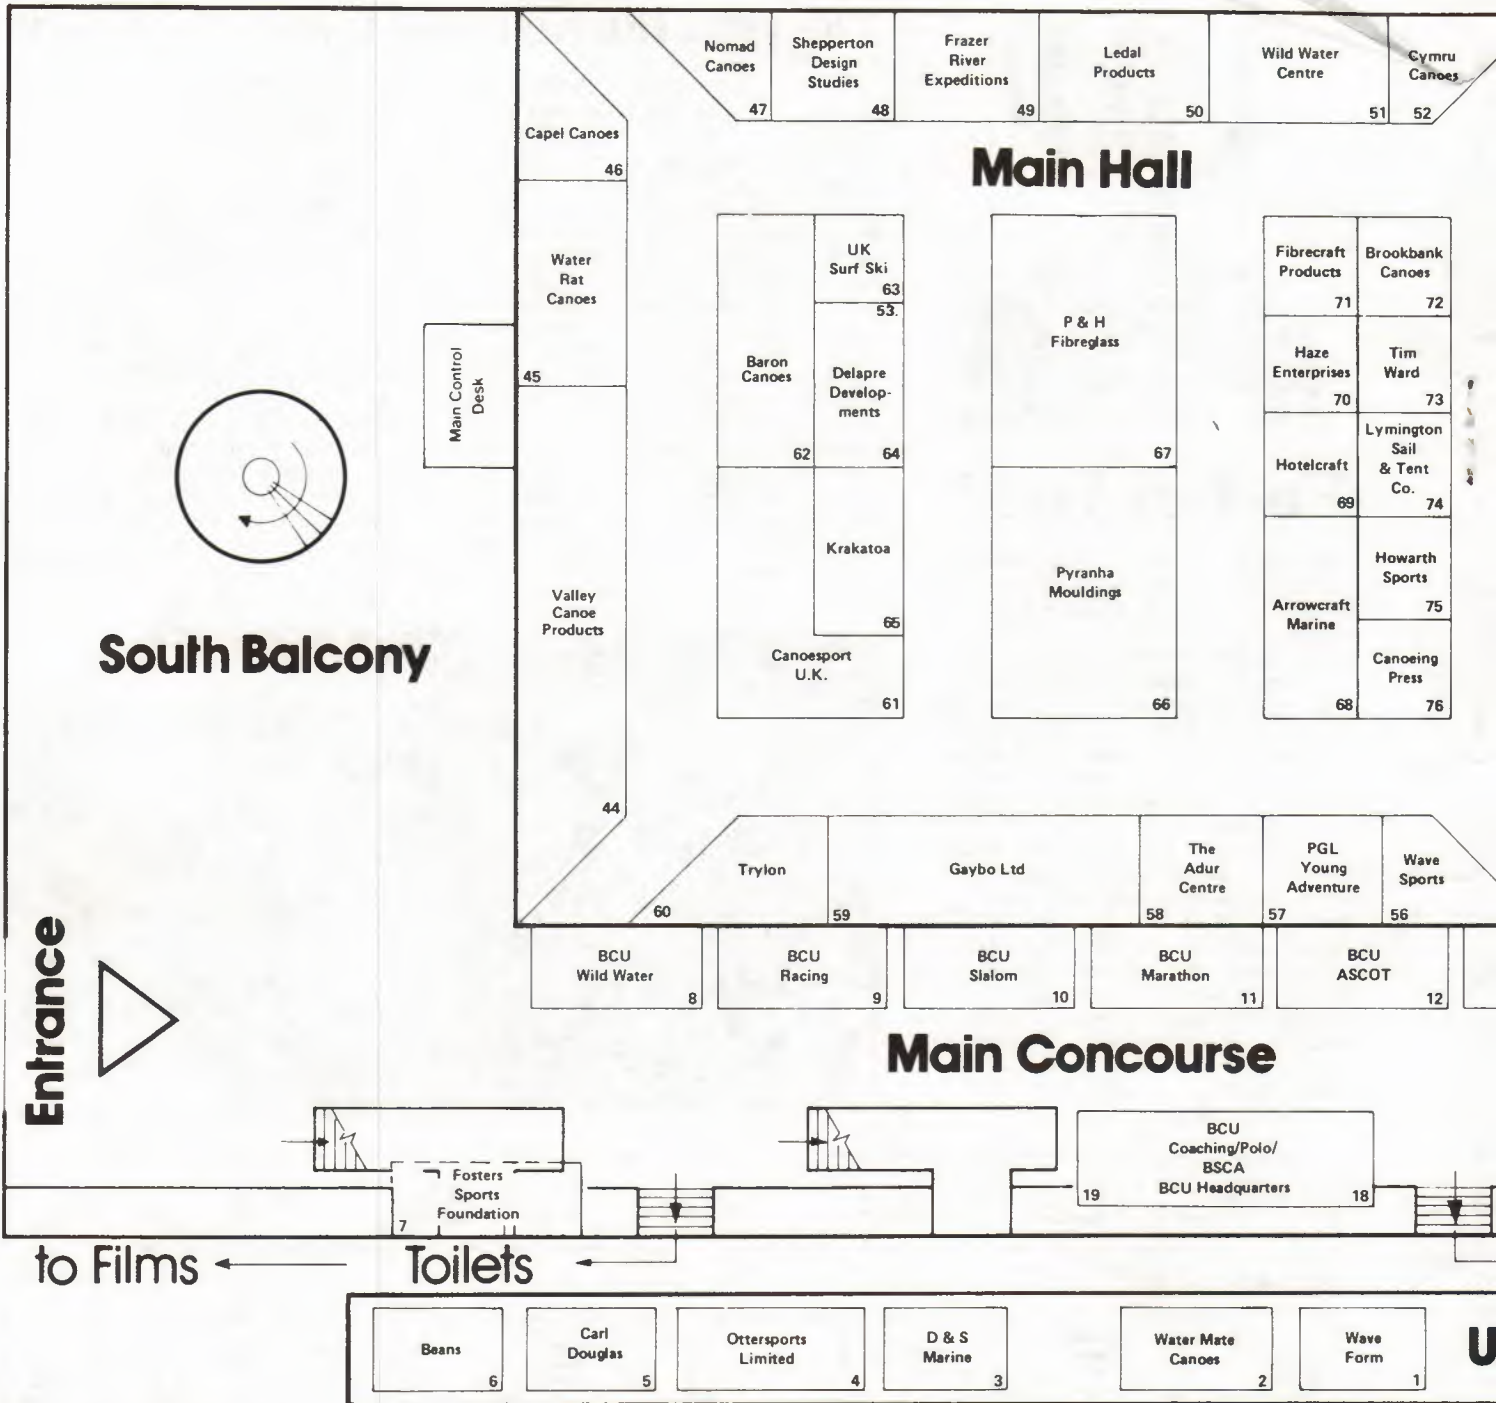 Nomad
Canoes
47
Shepperton
Design
Studies
48
Frazer
River
Expeditions
49
Ledal
Products
50
Wild Water
Centre
51
Cymru
Canoes
52
Capel Canoes
46
Main Hall
Water
Rat
Canoes
45
Main Control
Desk
Valley
Canoe
Products
44
South Balcony
Baron
Canoes
62
UK
Surf Ski
63
53.
Delapre
Develop-
ments
64
Krakatoa
65
Canoesport
U.K.
61
P & H
Fibreglass
67
Pyranha
Mouldings
66
Fibrecraft
Products
71
Brookbank
Canoes
72
Haze
Enterprises
70
Tim
Ward
73
Hotelcraft
69
Lymington
Sail
& Tent
Co.
74
Arrowcraft
Marine
68
Howarth
Sports
75
Canoeing
Press
76
Trylon
60
Gaybo Ltd
59
The
Adur
Centre
58
PGL
Young
Adventure
57
Wave
Sports
56
BCU
Wild Water
8
BCU
Racing
9
BCU
Slalom
10
BCU
Marathon
11
BCU
ASCOT
12
Entrance
Main Concourse
Fosters
Sports
Foundation
7
BCU
Coaching/Polo/
BSCA
BCU Headquarters
19
18
to Films
Toilets
Beans
6
Carl
Douglas
5
Ottersports
Limited
4
D & S
Marine
3
Water Mate
Canoes
2
Wave
Form
1
U